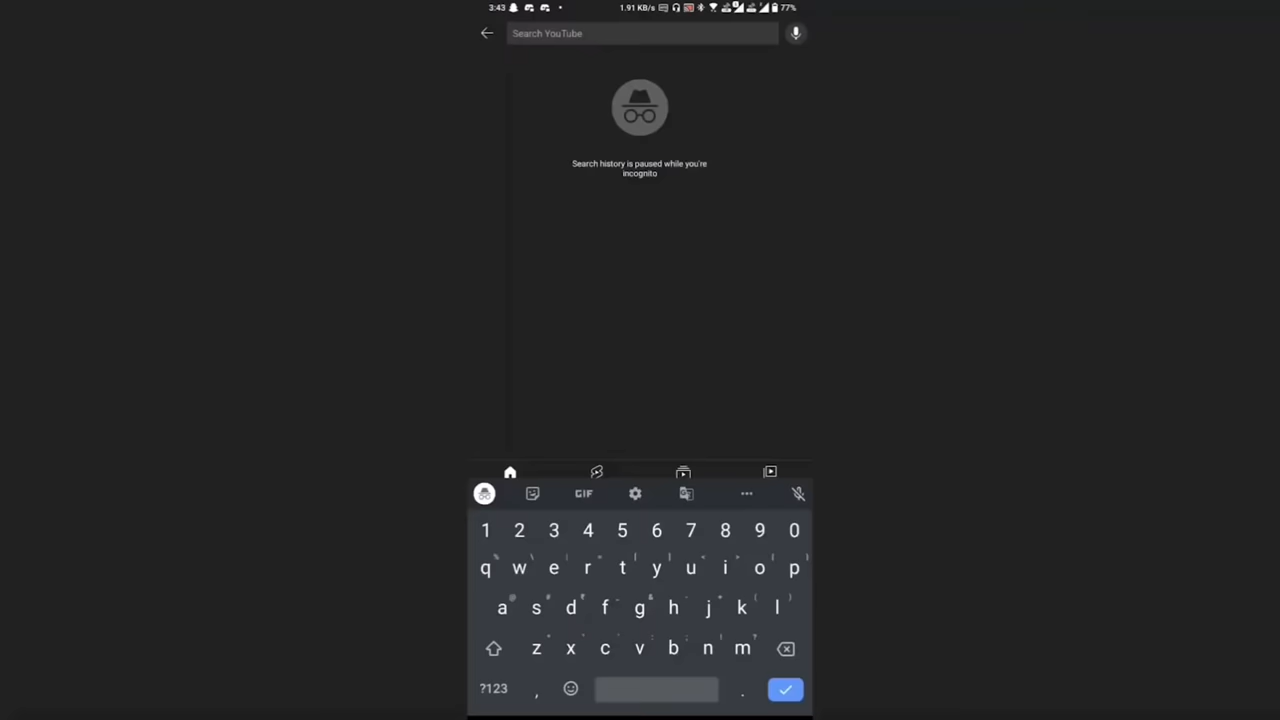 3:43 1.91 KB/s 77%
Search YouTube
Search history is paused while you're
incognito
GIF
1 2 3 4 5 6 7 8 9 0
q w e r t y u i o p
a s d f g h j k l
z x c v b n m
?123 , .